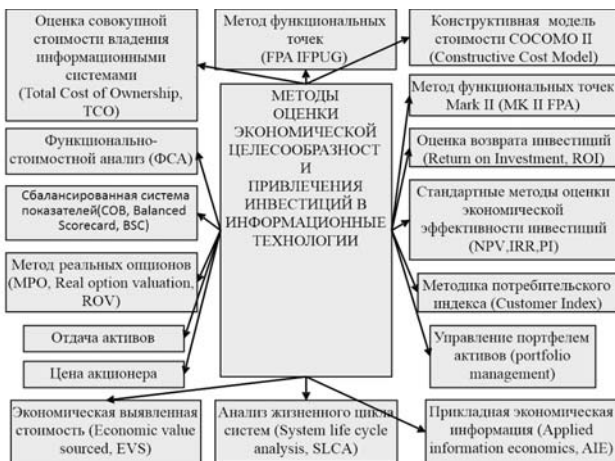 Оценка совокупной
стоимости владения
информационными
системами
(Total Cost of Ownership,
TCO)
Метод функциональных
точек
(FPA IFPUG)
Конструктивная модель
стоимости COCOMO II
(Constructive Cost Model)
МЕТОДЫ
ОЦЕНКИ
ЭКОНОМИЧЕСКОЙ
ЦЕЛЕСООБРАЗНОСТ
И
ПРИВЛЕЧЕНИЯ
ИНВЕСТИЦИЙ В
ИНФОРМАЦИОННЫЕ
ТЕХНОЛОГИИ
Метод функциональных
точек Mark II (MK II FPA)
Функционально-
стоимостной анализ (ФСА)
Оценка возврата инвестиций
(Return on Investment, ROI)
Сбалансированная система
показателей(COB, Balanced
Scorecard, BSC)
Стандартные методы оценки
экономической
эффективности инвестиций
(NPV,IRR,PI)
Метод реальных опционов
(МРО, Real option valuation,
ROV)
Методика потребительского
индекса (Customer Index)
Отдача активов
Управление портфелем
активов (portfolio
management)
Цена акционера
Экономическая выявленная
стоимость (Economic value
sourced, EVS)
Анализ жизненного цикла
систем (System life cycle
analysis, SLCA)
Прикладная экономическая
информация (Applied
information economics, AIE)